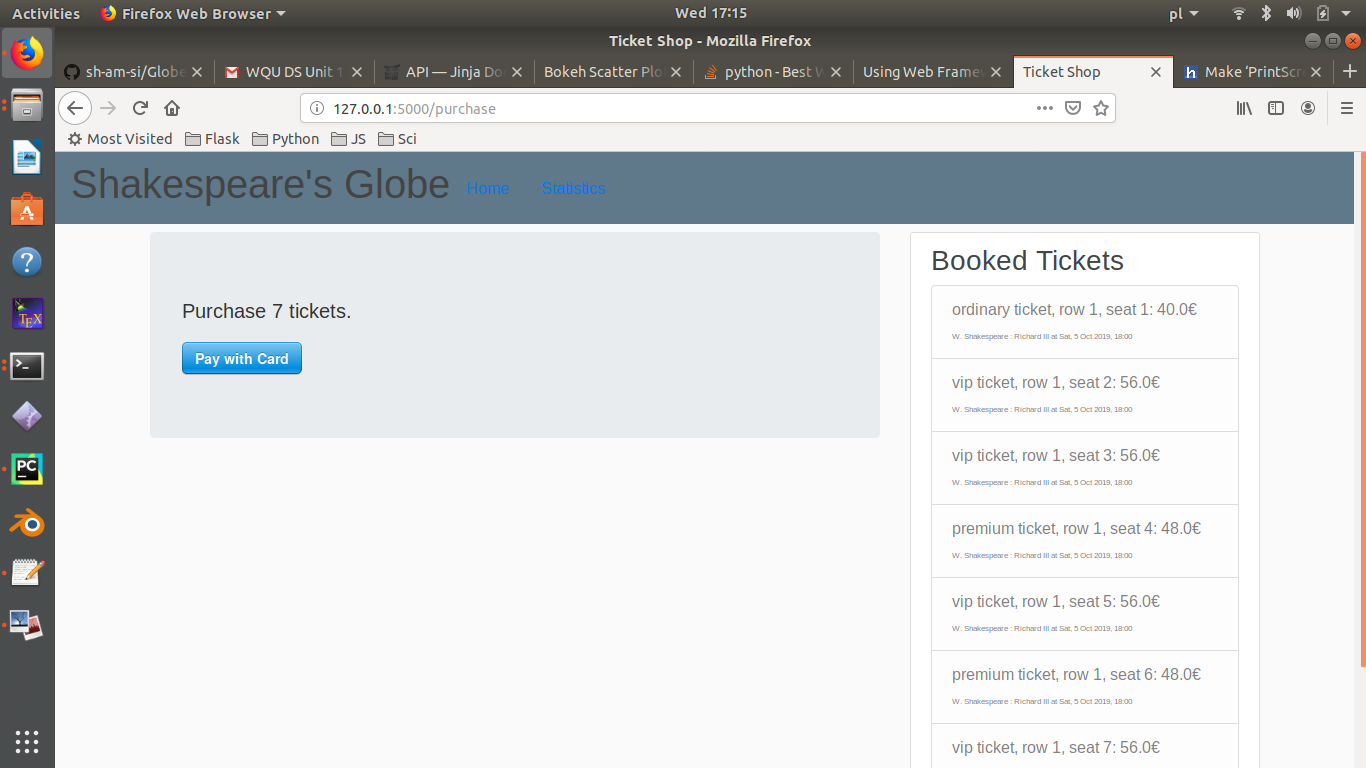 Activities Firefox Web Browser Wed 17:15 pl
Ticket Shop - Mozilla Firefox
sh-am-si/Globe WQU DS Unit 1 API — Jinja Do Bokeh Scatter Plo python - Best W Using Web Frame Ticket Shop Make 'PrintScr
127.0.0.1:5000/purchase
Most Visited Flask Python JS Sci
Shakespeare's Globe Home Statistics
Purchase 7 tickets.
Pay with Card
Booked Tickets
ordinary ticket, row 1, seat 1: 40.0€
W. Shakespeare : Richard III at Sat, 5 Oct 2019, 18:00
vip ticket, row 1, seat 2: 56.0€
W. Shakespeare : Richard III at Sat, 5 Oct 2019, 18:00
vip ticket, row 1, seat 3: 56.0€
W. Shakespeare : Richard III at Sat, 5 Oct 2019, 18:00
premium ticket, row 1, seat 4: 48.0€
W. Shakespeare : Richard III at Sat, 5 Oct 2019, 18:00
vip ticket, row 1, seat 5: 56.0€
W. Shakespeare : Richard III at Sat, 5 Oct 2019, 18:00
premium ticket, row 1, seat 6: 48.0€
W. Shakespeare : Richard III at Sat, 5 Oct 2019, 18:00
vip ticket, row 1, seat 7: 56.0€